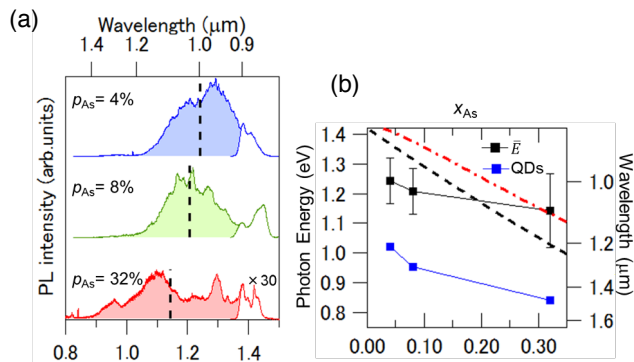 (a)
Wavelength (μm)
1.4 1.2 1.0 0.9
PL intensity (arb.units)
pAs= 4%
pAs= 8%
pAs= 32%
× 30
0.8 1.0 1.2 1.4
(b)
xAs
Photon Energy (eV)
1.4
1.3
1.2
1.1
1.0
0.9
0.8
E̅
QDs
Wavelength (μm)
1.0
1.2
1.4
1.6
0.00 0.10 0.20 0.30